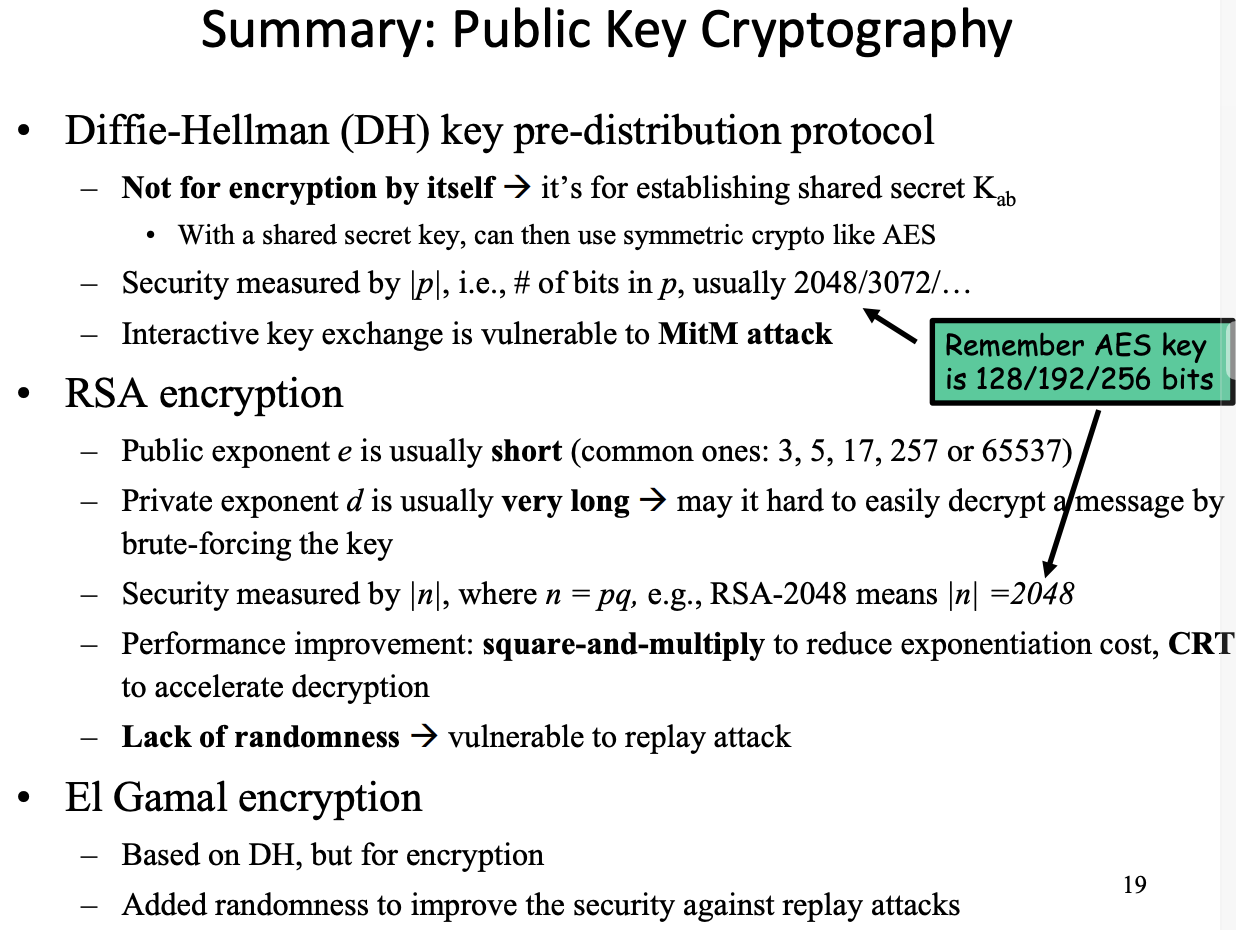 Summary: Public Key Cryptography
• Diffie-Hellman (DH) key pre-distribution protocol
– Not for encryption by itself → it’s for establishing shared secret Kab
• With a shared secret key, can then use symmetric crypto like AES
– Security measured by |p|, i.e., # of bits in p, usually 2048/3072/…
– Interactive key exchange is vulnerable to MitM attack
Remember AES key
is 128/192/256 bits
• RSA encryption
– Public exponent e is usually short (common ones: 3, 5, 17, 257 or 65537)
– Private exponent d is usually very long → may it hard to easily decrypt a message by
brute-forcing the key
– Security measured by |n|, where n = pq, e.g., RSA-2048 means |n| =2048
– Performance improvement: square-and-multiply to reduce exponentiation cost, CRT
to accelerate decryption
– Lack of randomness → vulnerable to replay attack
• El Gamal encryption
– Based on DH, but for encryption
– Added randomness to improve the security against replay attacks
19